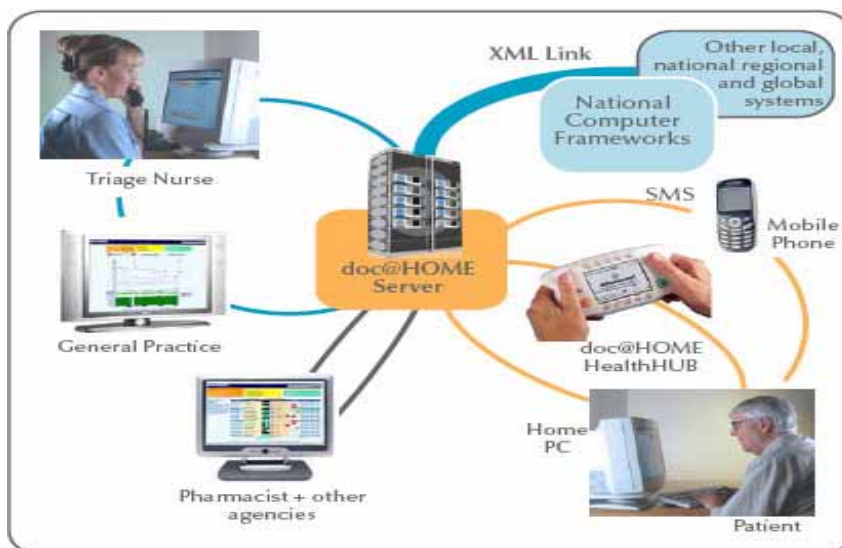 XML Link
Other local,
national regional
and global
systems
National
Computer
Frameworks
Triage Nurse
SMS
Mobile
Phone
doc@HOME
Server
General Practice
doc@HOME
HealthHUB
Home
PC
Pharmacist + other
agencies
Patient